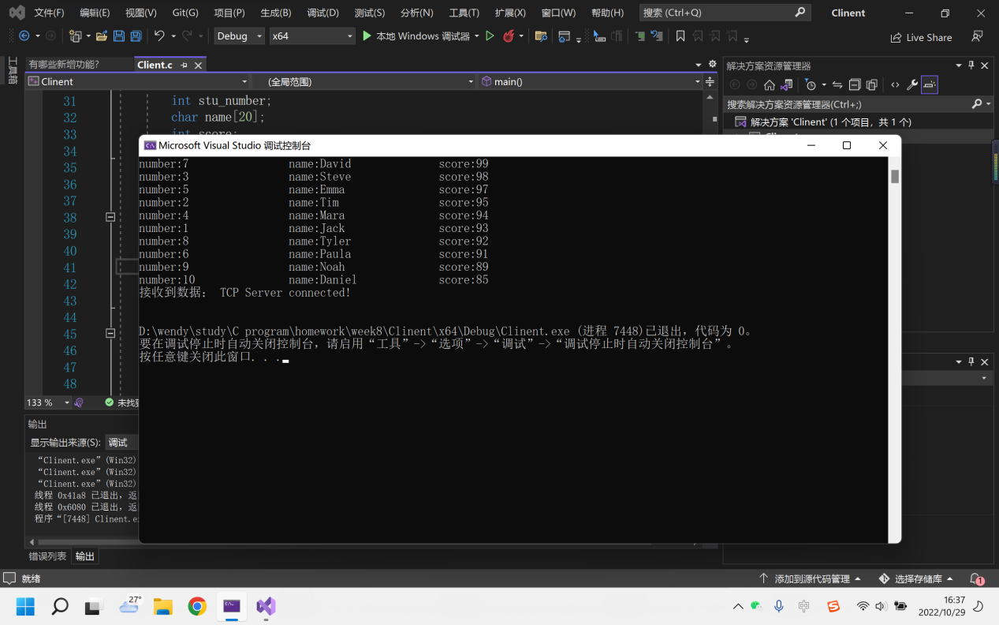 文件(F) 编辑(E) 视图(V) Git(G) 项目(P) 生成(B) 调试(D) 测试(S) 分析(N) 工具(T) 扩展(X) 窗口(W) 帮助(H) 搜索 (Ctrl+Q) Clinent
Debug x64 本地 Windows 调试器 Live Share
工具箱
有哪些新增功能? Client.c
Clinent (全局范围) main()
31 int stu_number;
32 char name[20];
33 int score;
34
35
36
37
38
39
40
41
42
43
44
45
46
47
48
133 % 未找到
解决方案资源管理器
搜索解决方案资源管理器(Ctrl+;)
解决方案 'Clinent' (1 个项目，共 1 个)
Microsoft Visual Studio 调试控制台
number:7 name:David score:99
number:3 name:Steve score:98
number:5 name:Emma score:97
number:2 name:Tim score:95
number:4 name:Mara score:94
number:1 name:Jack score:93
number:8 name:Tyler score:92
number:6 name:Paula score:91
number:9 name:Noah score:89
number:10 name:Daniel score:85
接收到数据： TCP Server connected!
D:\wendy\study\C program\homework\week8\Clinent\x64\Debug\Clinent.exe (进程 7448)已退出，代码为 0。
要在调试停止时自动关闭控制台，请启用“工具”->“选项”->“调试”->“调试停止时自动关闭控制台”。
按任意键关闭此窗口. . .
输出
显示输出来源(S): 调试
“Clinent.exe”(Win32)
“Clinent.exe”(Win32)
“Clinent.exe”(Win32)
线程 0x41a8 已退出，返
线程 0x6080 已退出，返
程序“[7448] Clinent.e
错误列表 输出
就绪 添加到源代码管理 选择存储库 1
27°
中
16:37
2022/10/29